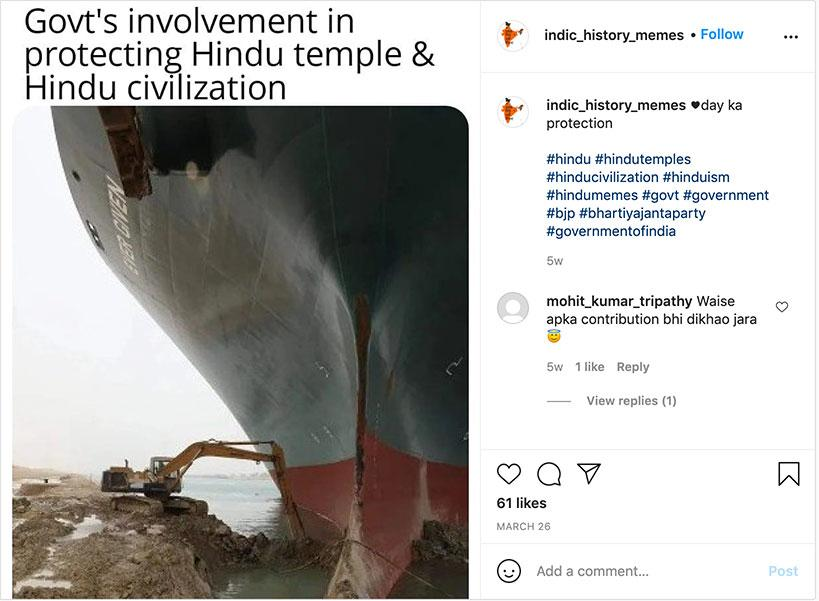 Govt's involvement in
protecting Hindu temple &
Hindu civilization
EVER GIVEN
indic_history_memes • Follow
indic_history_memes ♥day ka
protection
#hindu #hindutemples
#hinducivilization #hinduism
#hindumemes #govt #government
#bjp #bhartiyajantaparty
#governmentofindia
5w
mohit_kumar_tripathy Waise
apka contribution bhi dikhao jara
😇
5w 1 like Reply
View replies (1)
61 likes
MARCH 26
Add a comment... Post